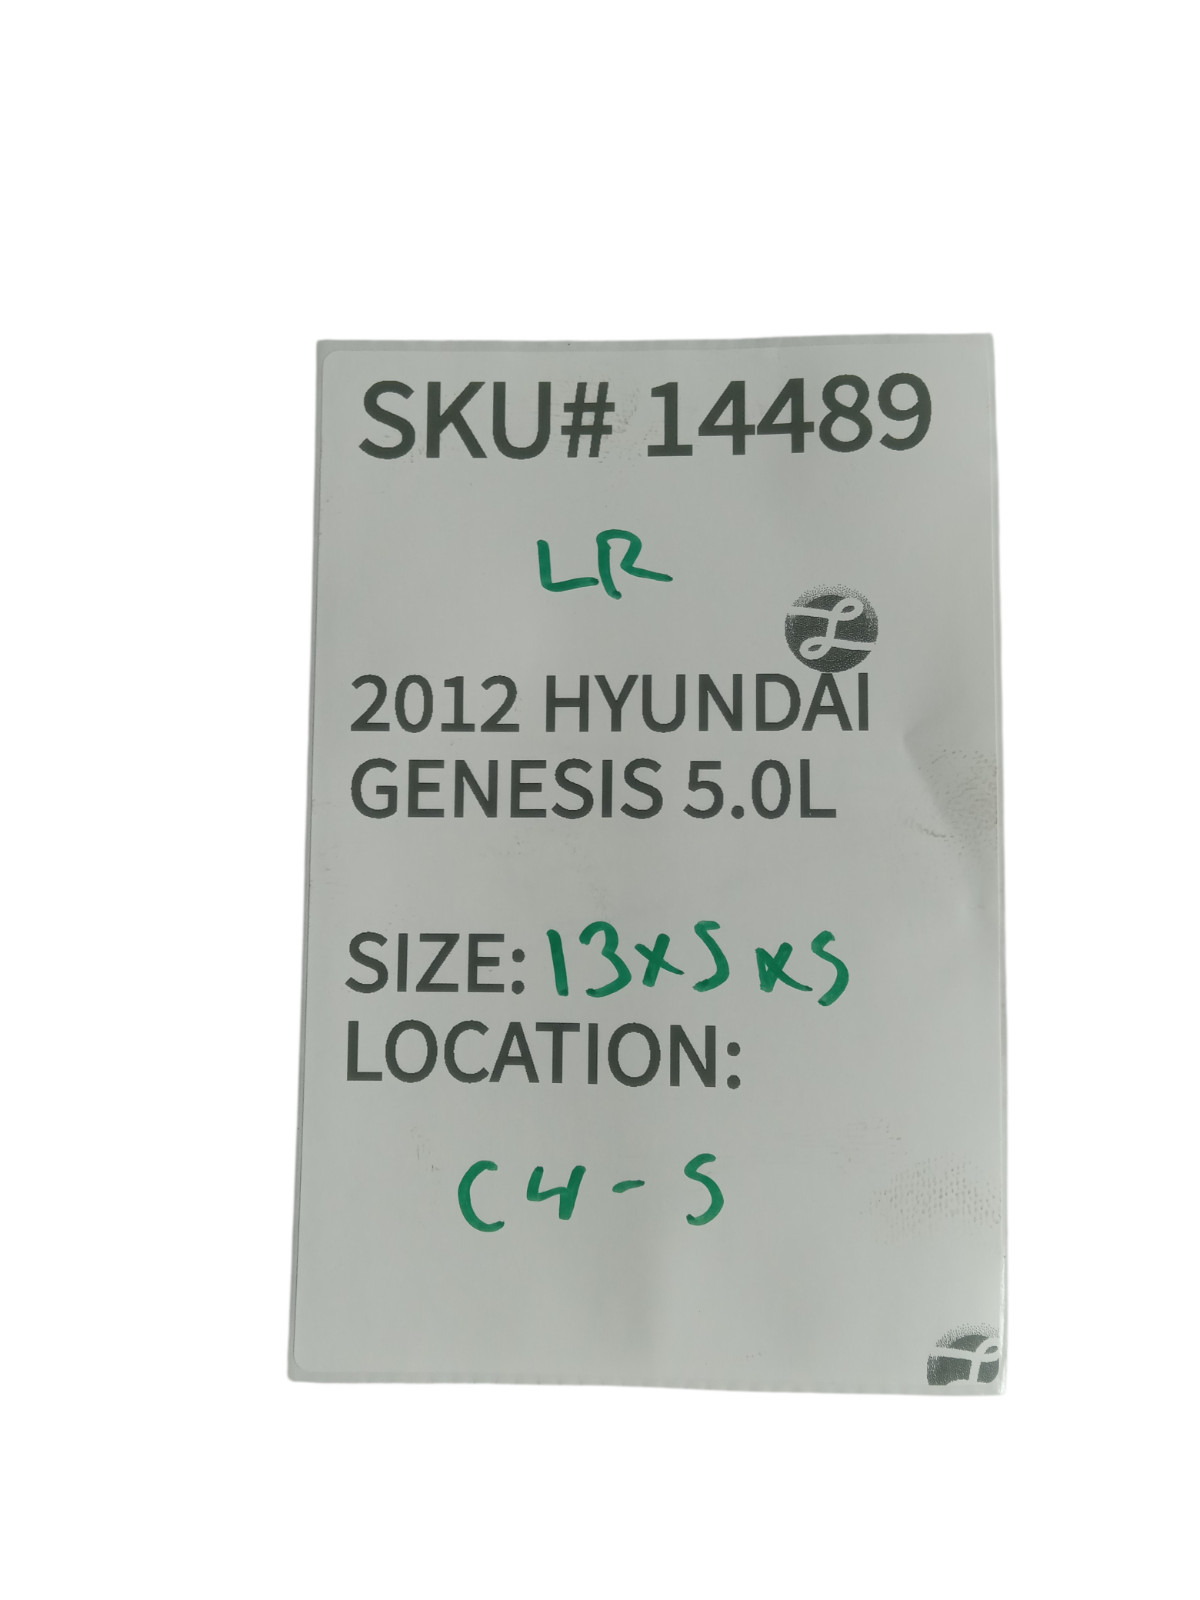 SKU# 14489
LR
2012 HYUNDAI
GENESIS 5.0L
SIZE: 13x5x5
LOCATION:
C4-5